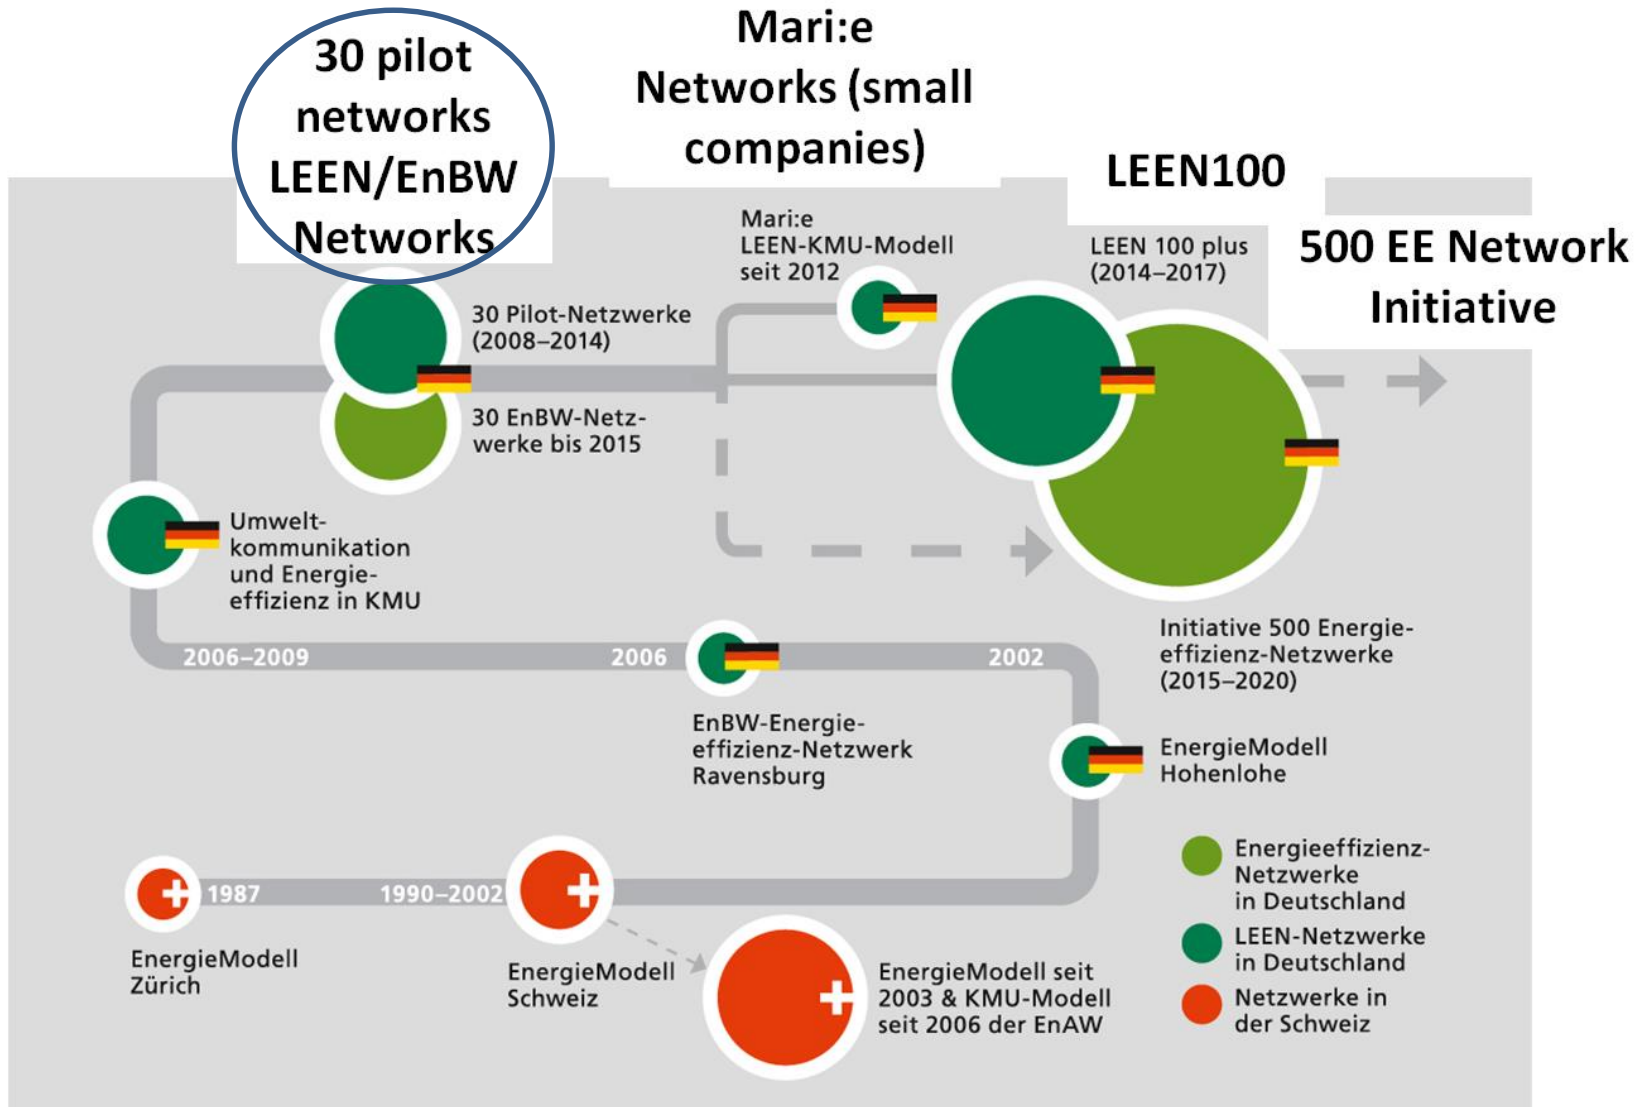 30 pilot
networks
LEEN/EnBW
Networks
Mari:e
Networks (small
companies)
LEEN100
500 EE Network
Initiative
Mari:e
LEEN-KMU-Modell
seit 2012
LEEN 100 plus
(2014–2017)
30 Pilot-Netzwerke
(2008–2014)
30 EnBW-Netz-
werke bis 2015
Umwelt-
kommunikation
und Energie-
effizienz in KMU
Initiative 500 Energie-
effizienz-Netzwerke
(2015–2020)
2006–2009
2006
2002
EnBW-Energie-
effizienz-Netzwerk
Ravensburg
EnergieModell
Hohenlohe
1987
1990–2002
EnergieModell
Zürich
EnergieModell
Schweiz
EnergieModell seit
2003 & KMU-Modell
seit 2006 der EnAW
Energieeffizienz-
Netzwerke
in Deutschland
LEEN-Netzwerke
in Deutschland
Netzwerke in
der Schweiz